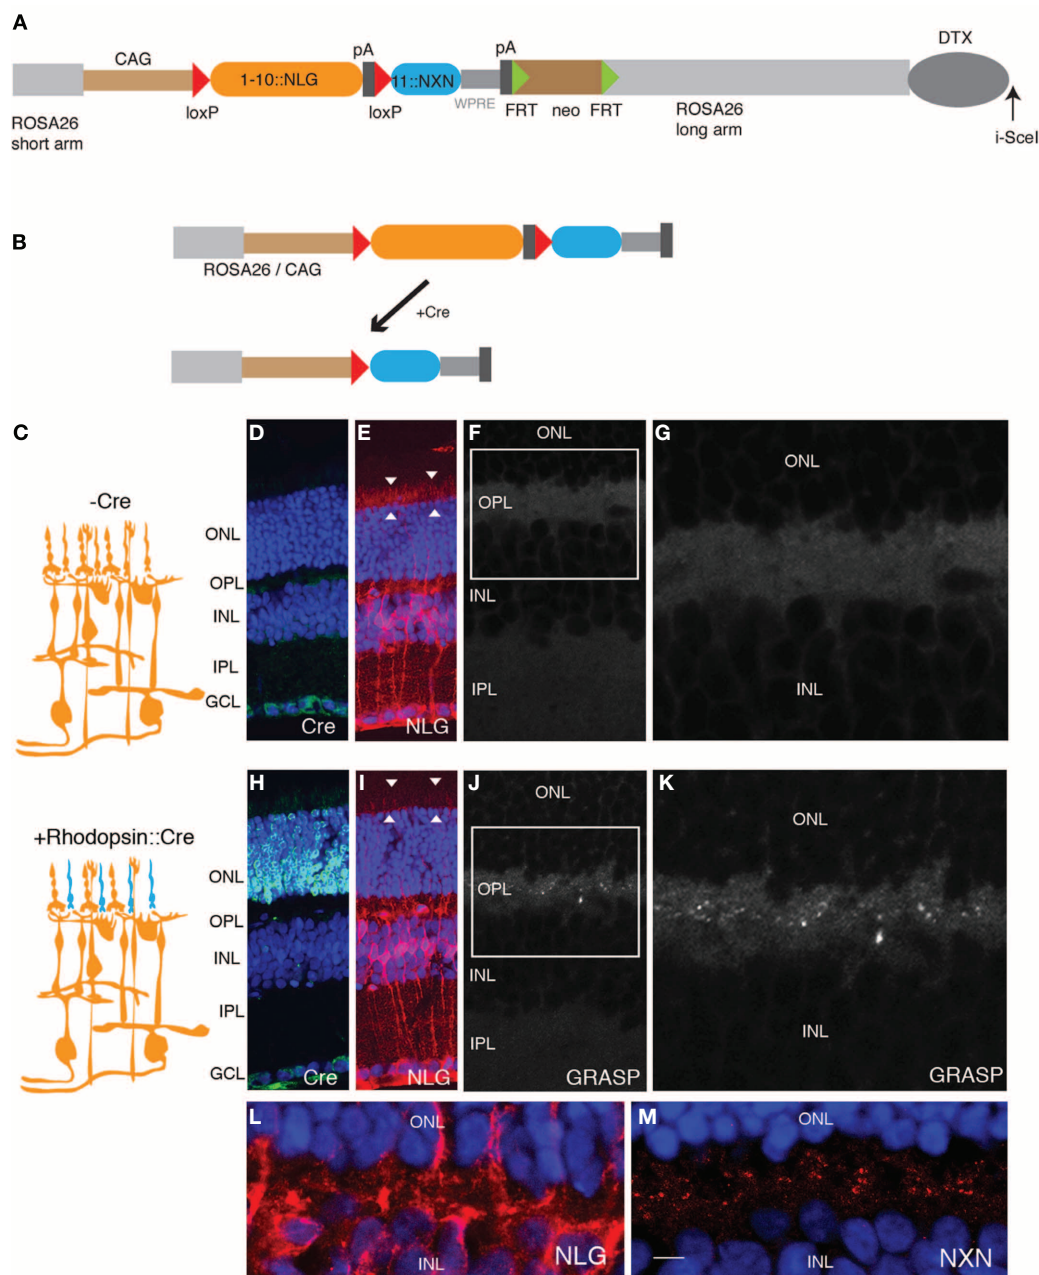 A
CAG
1-10::NLG
pA
11::NXN
pA
DTX
loxP
loxP
WPRE
FRT
neo
FRT
ROSA26
short arm
ROSA26
long arm
i-SceI
B
ROSA26 / CAG
+Cre
C
D
E
F
G
-Cre
ONL
OPL
INL
IPL
GCL
Cre
NLG
ONL
OPL
INL
IPL
ONL
INL
+Rhodopsin::Cre
H
I
J
K
ONL
OPL
INL
IPL
GCL
Cre
NLG
ONL
OPL
INL
IPL
GRASP
ONL
INL
GRASP
L
ONL
INL
NLG
M
ONL
INL
NXN